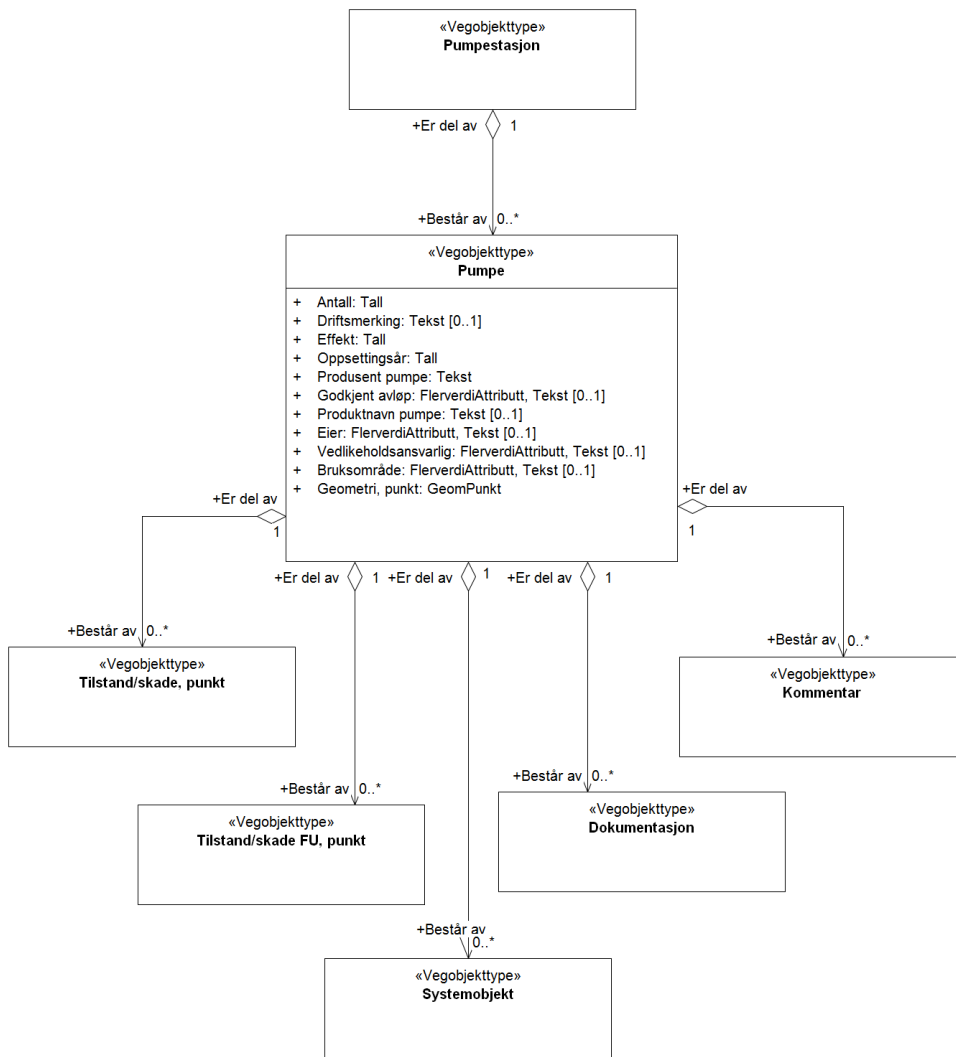 «Vegobjekttype»
Pumpestasjon
+Er del av 1
+Består av 0..*
«Vegobjekttype»
Pumpe
+ Antall: Tall
+ Driftsmerking: Tekst [0..1]
+ Effekt: Tall
+ Oppsettingsår: Tall
+ Produsent pumpe: Tekst
+ Godkjent avløp: FlerverdiAttributt, Tekst [0..1]
+ Produktnavn pumpe: Tekst [0..1]
+ Eier: FlerverdiAttributt, Tekst [0..1]
+ Vedlikeholdsansvarlig: FlerverdiAttributt, Tekst [0..1]
+ Bruksområde: FlerverdiAttributt, Tekst [0..1]
+ Geometri, punkt: GeomPunkt
+Er del av
1
+Er del av
1
+Er del av 1
+Er del av 1
+Er del av 1
+Består av 0..*
«Vegobjekttype»
Tilstand/skade, punkt
+Består av 0..*
«Vegobjekttype»
Kommentar
+Består av 0..*
«Vegobjekttype»
Tilstand/skade FU, punkt
+Består av 0..*
«Vegobjekttype»
Dokumentasjon
+Består av
0..*
«Vegobjekttype»
Systemobjekt